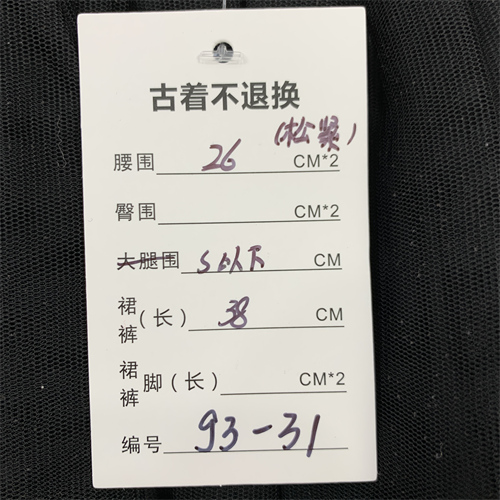 古着不退换
(松紧)
腰围 26 CM*2
臀围 CM*2
大腿围 S以下 CM
裙裤(长) 38 CM
裙裤脚(长) CM*2
编号 93-31